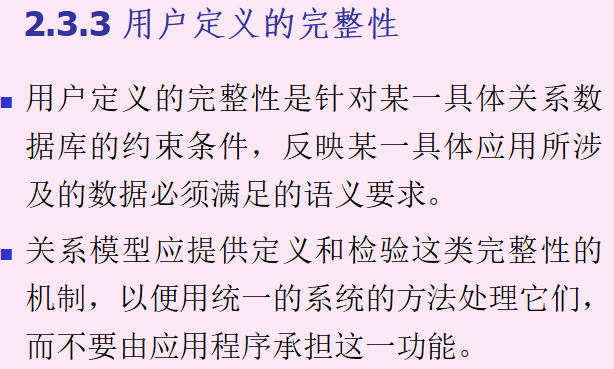 2.3.3 用户定义的完整性
▪ 用户定义的完整性是针对某一具体关系数
据库的约束条件，反映某一具体应用所涉
及的数据必须满足的语义要求。
▪ 关系模型应提供定义和检验这类完整性的
机制，以便用统一的系统的方法处理它们，
而不要由应用程序承担这一功能。